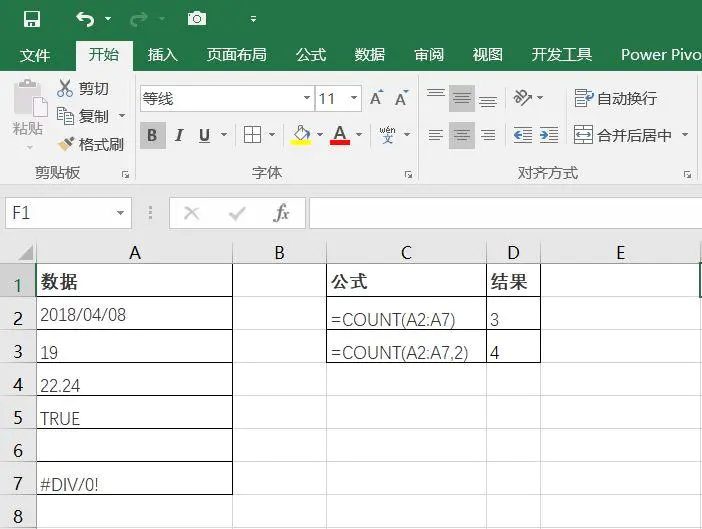 文件 开始 插入 页面布局 公式 数据 审阅 视图 开发工具 Power Pivo
粘贴 剪切 复制 格式刷
等线 11 A A
B I U A wén 文
自动换行
合并后居中
剪贴板 字体 对齐方式
F1 fx
A B C D E
1 数据 公式 结果
2 2018/04/08 =COUNT(A2:A7) 3
3 19 =COUNT(A2:A7,2) 4
4 22.24
5 TRUE
6
7 #DIV/0!
8